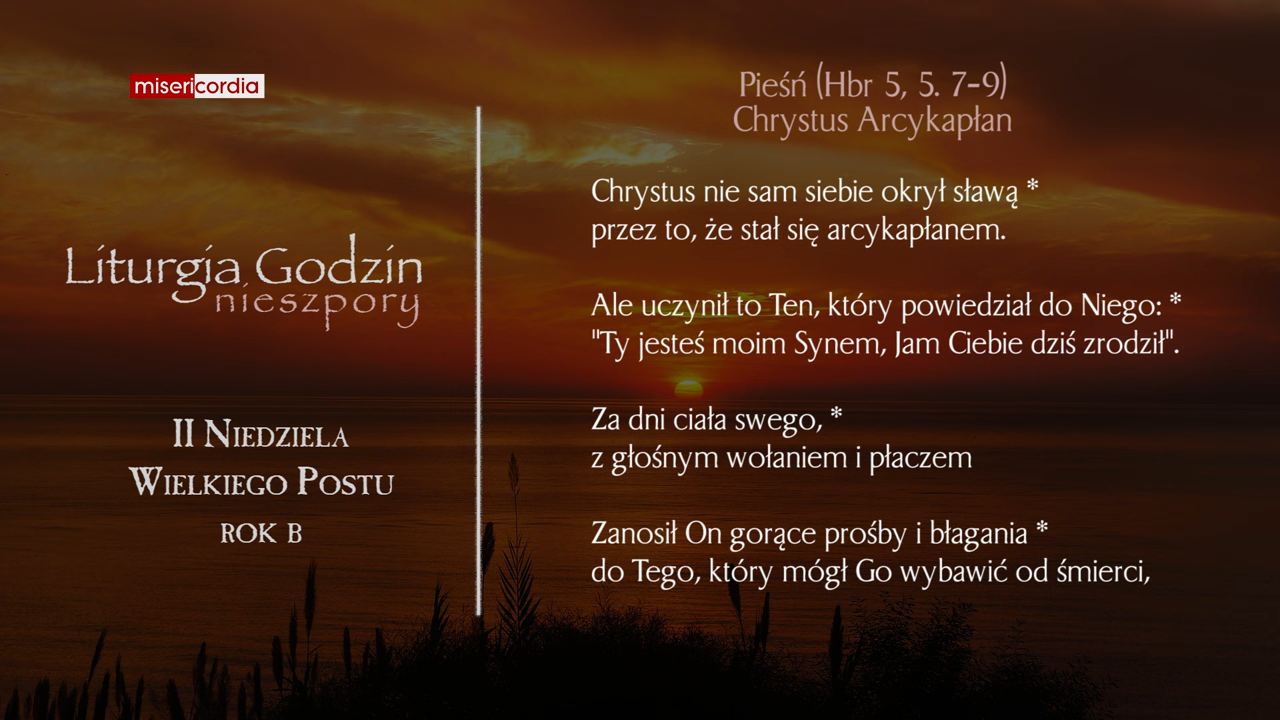 misericordia
Liturgia Godzin
nieszpory
II Niedziela
Wielkiego Postu
rok B
Pieśń (Hbr 5, 5. 7-9)
Chrystus Arcykapłan
Chrystus nie sam siebie okrył sławą *
przez to, że stał się arcykapłanem.
Ale uczynił to Ten, który powiedział do Niego: *
"Ty jesteś moim Synem, Jam Ciebie dziś zrodził".
Za dni ciała swego, *
z głośnym wołaniem i płaczem
Zanosił On gorące prośby i błagania *
do Tego, który mógł Go wybawić od śmierci,